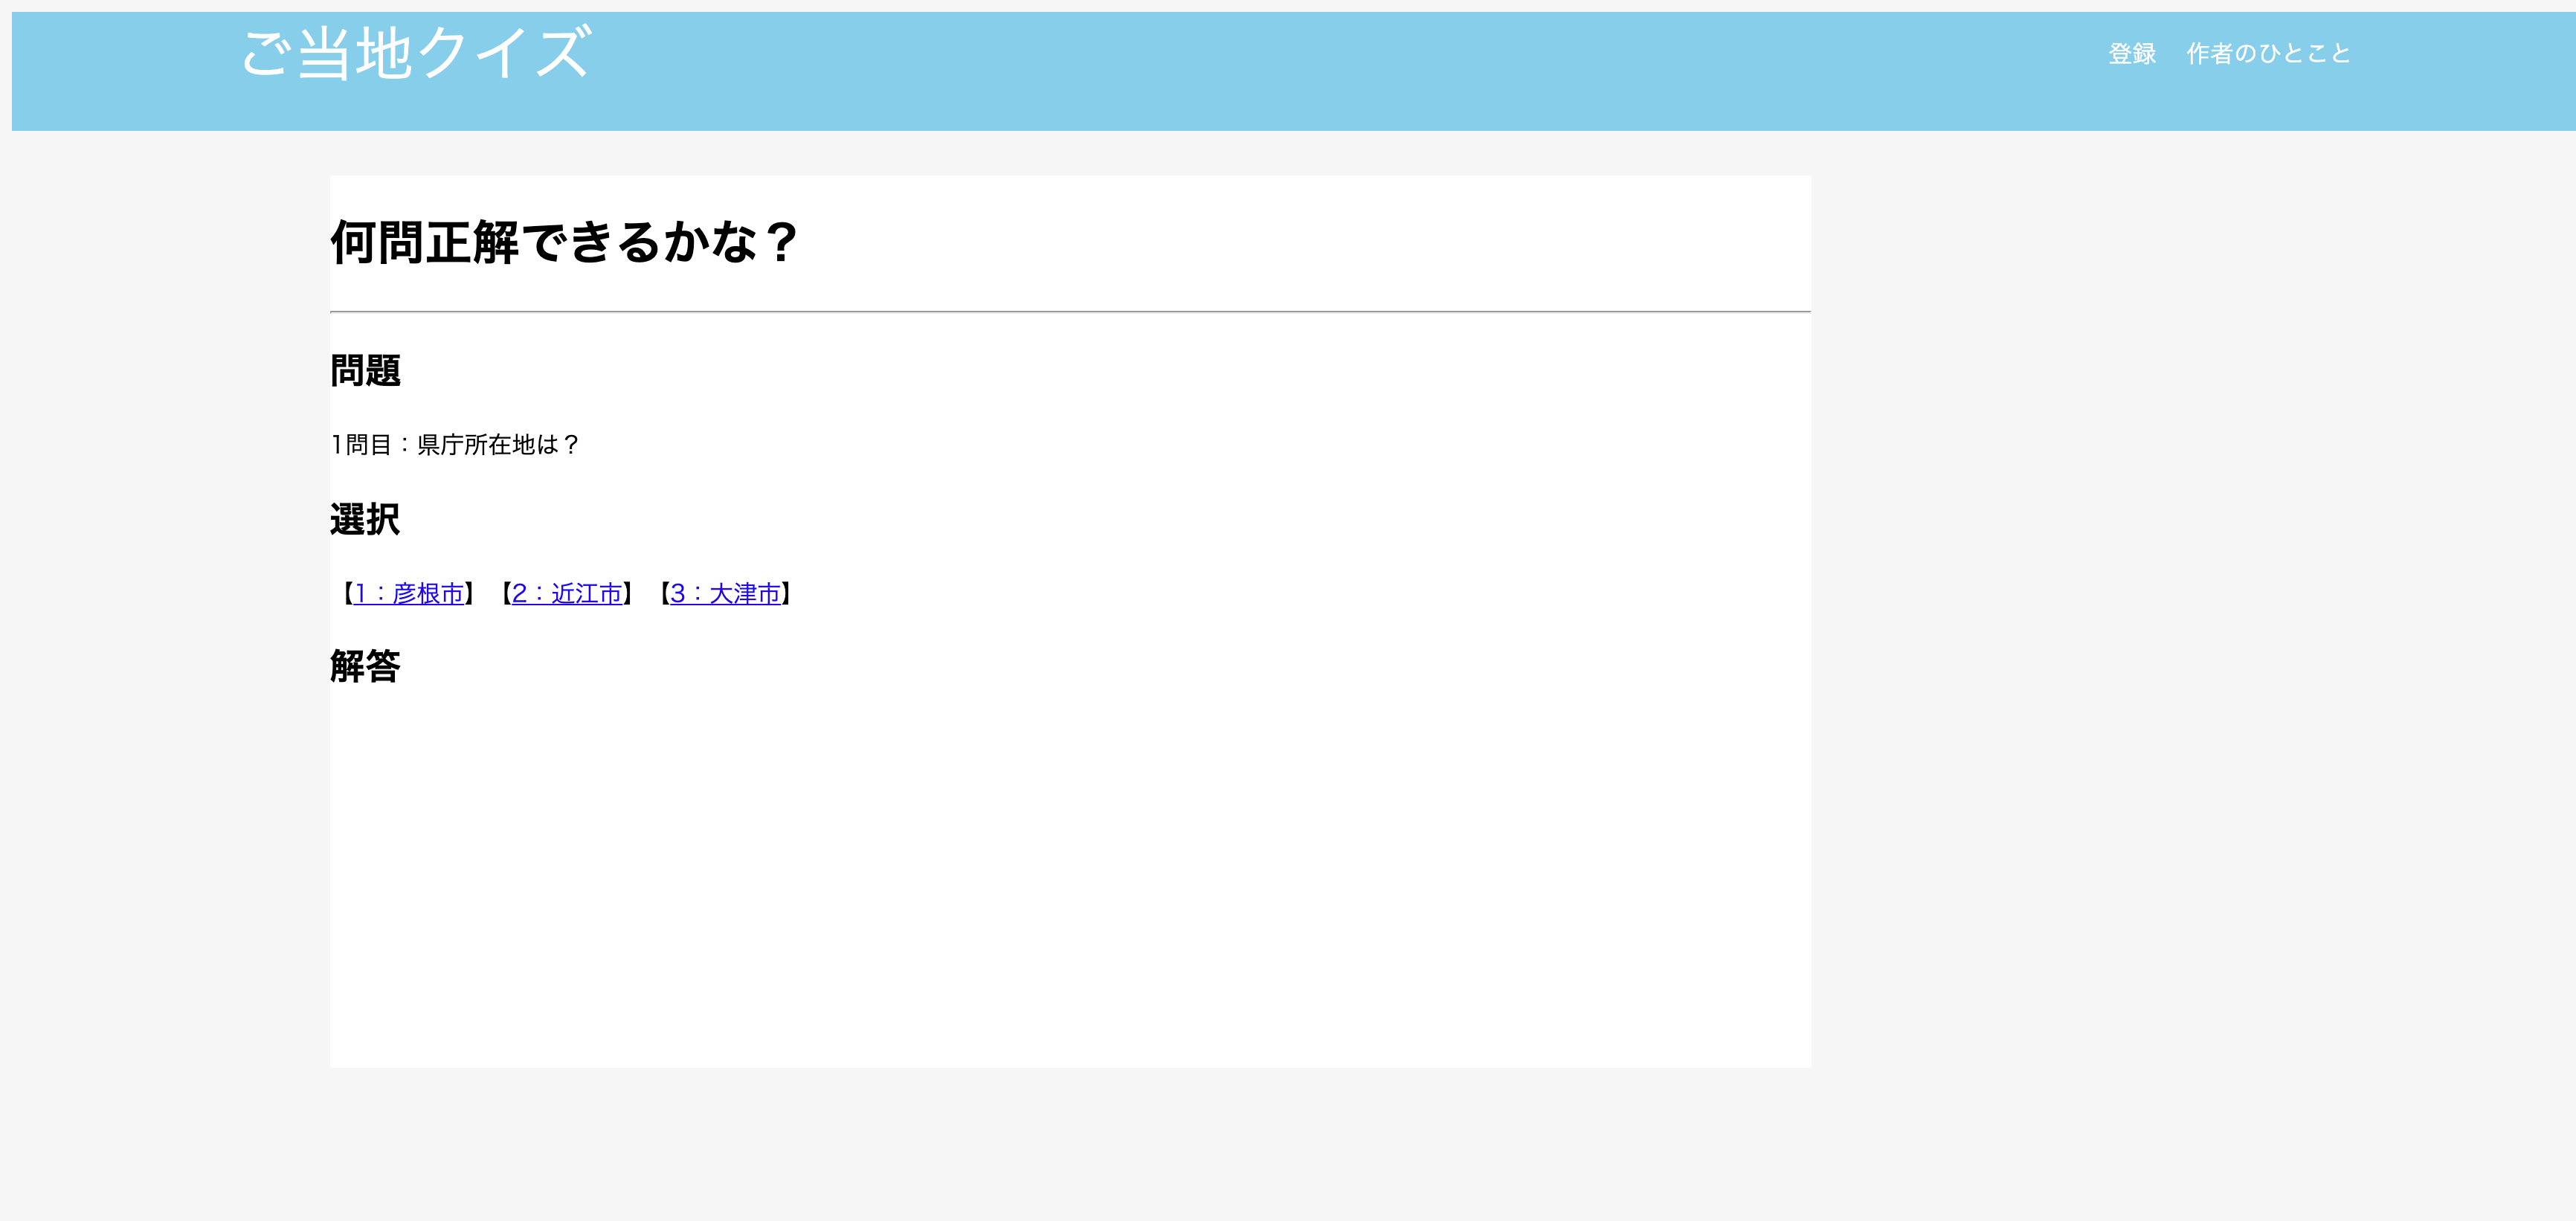 ご当地クイズ
登録 作者のひとこと
何問正解できるかな？
問題
1問目：県庁所在地は？
選択
【1：彦根市】【2：近江市】【3：大津市】
解答